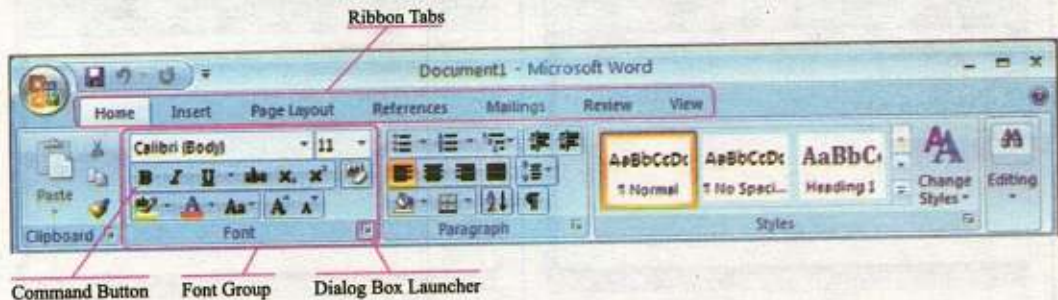 Ribbon Tabs
Document1 - Microsoft Word
Home Insert Page Layout References Mailings Review View
Calibri (Body) 11
AaBbCcDc AaBbCcDc AaBbC
B I U abc x, x'
Aa A A
Paste
¶ Normal ¶ No Spaci... Heading 1
Change Styles
Editing
Clipboard Font Paragraph Styles
Command Button Font Group Dialog Box Launcher